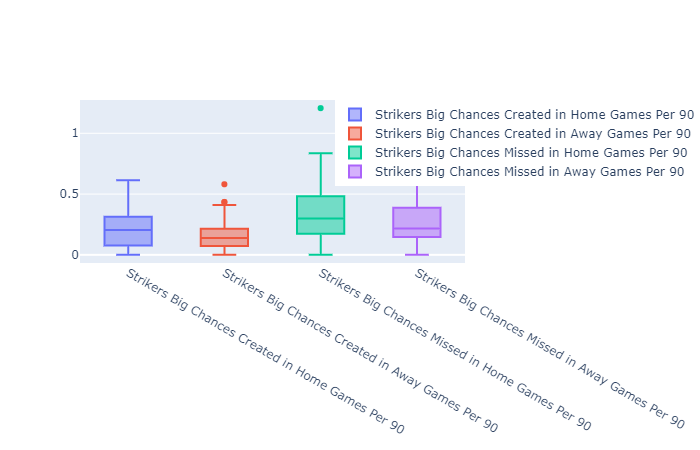 Strikers Big Chances Created in Home Games Per 90
Strikers Big Chances Created in Away Games Per 90
Strikers Big Chances Missed in Home Games Per 90
Strikers Big Chances Missed in Away Games Per 90
1
0.5
0
Strikers Big Chances Created in Home Games Per 90
Strikers Big Chances Created in Away Games Per 90
Strikers Big Chances Missed in Home Games Per 90
Strikers Big Chances Missed in Away Games Per 90